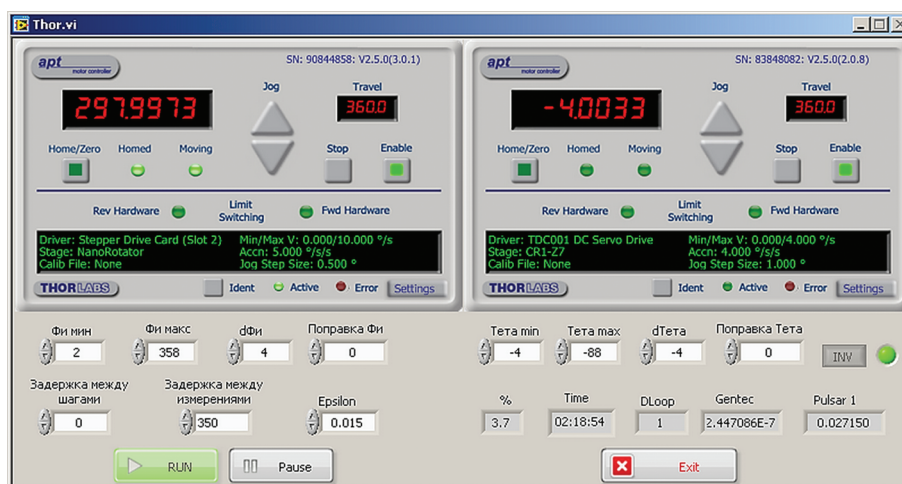 Thor.vi
apt
motor controller
SN: 90844858: V2.5.0(3.0.1)
297.9973
Jog
Travel
360.0
Home/Zero Homed Moving
Stop Enable
Rev Hardware
Limit
Switching
Fwd Hardware
Driver: Stepper Drive Card (Slot 2) Min/Max V: 0.000/10.000 °/s
Stage: NanoRotator Accn: 5.000 °/s/s
Calib File: None Jog Step Size: 0.500 °
THORLABS Ident Active Error Settings
apt
motor controller
SN: 83848082: V2.5.0(2.0.8)
-4.0033
Jog
Travel
360.0
Home/Zero Homed Moving
Stop Enable
Rev Hardware
Limit
Switching
Fwd Hardware
Driver: TDC001 DC Servo Drive Min/Max V: 0.000/4.000 °/s
Stage: CR1-Z7 Accn: 4.000 °/s/s
Calib File: None Jog Step Size: 1.000 °
THORLABS Ident Active Error Settings
Фи мин Фи макс dФи Поправка Фи
2 358 4 0
Тета min Тета max dТета Поправка Тета
-4 -88 -4 0 INV
Задержка между
шагами
Задержка между
измерениями
Epsilon
0 350 0.015
% Time DLoop Gentec Pulsar 1
3.7 02:18:54 1 2.447086E-7 0.027150
RUN Pause Exit